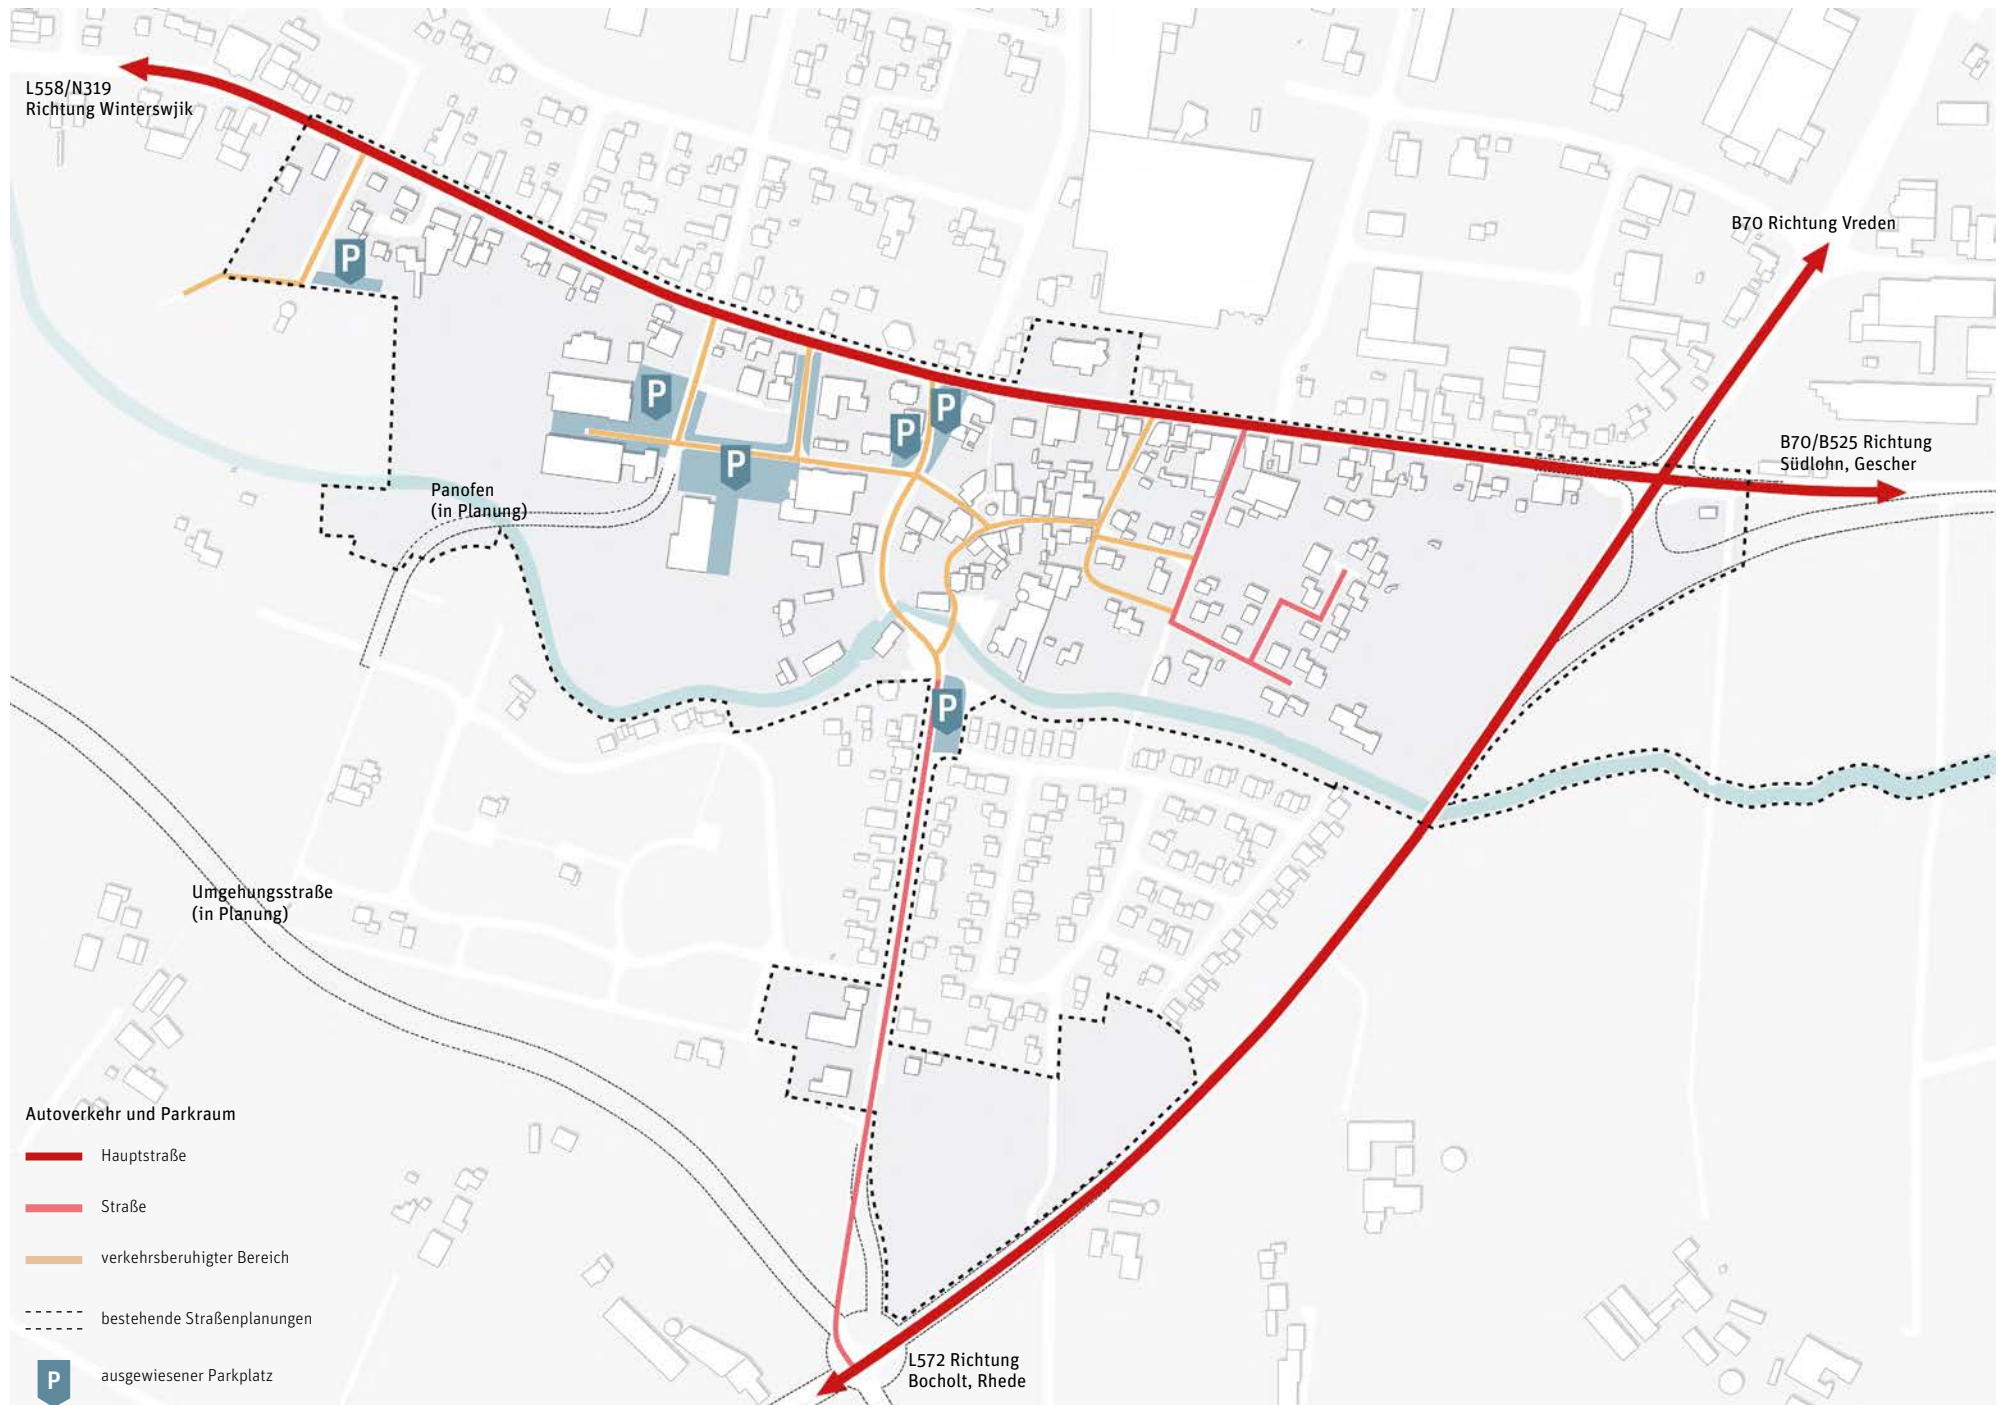 L558/N319
Richtung Winterswjik
B70 Richtung Vreden
P
P
P
P
B70/B525 Richtung
Südlohn, Gescher
P
Panofen
(in Planung)
P
Umgehungsstraße
(in Planung)
Autoverkehr und Parkraum
Hauptstraße
Straße
verkehrsberuhigter Bereich
bestehende Straßenplanungen
L572 Richtung
Bocholt, Rhede
P
ausgewiesener Parkplatz